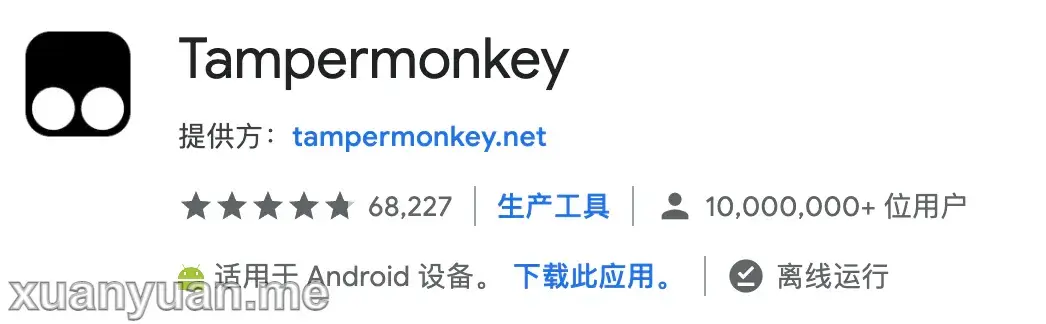 Tampermonkey
提供方： tampermonkey.net
68,227 生产工具 10,000,000+ 位用户
适用于 Android 设备。 下载此应用。 离线运行
xuanyuan.me